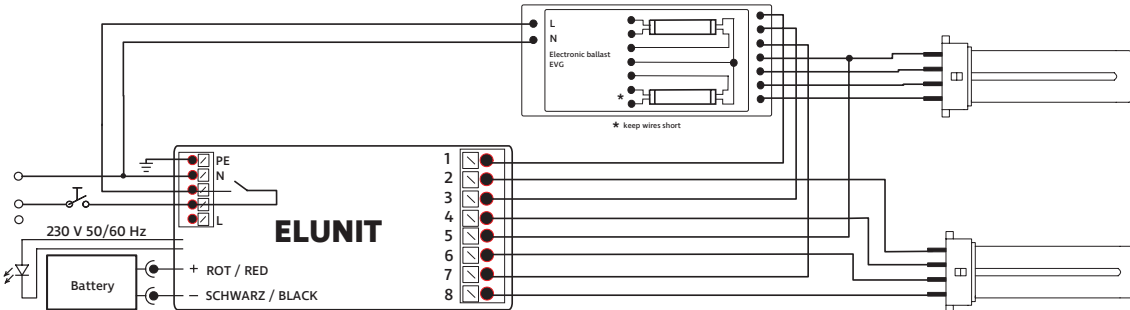 L
N
Electronic ballast
EVG
*
* keep wires short
PE
N
L
230 V 50/60 Hz
ELUNIT
+ ROT / RED
Battery
− SCHWARZ / BLACK
1
2
3
4
5
6
7
8